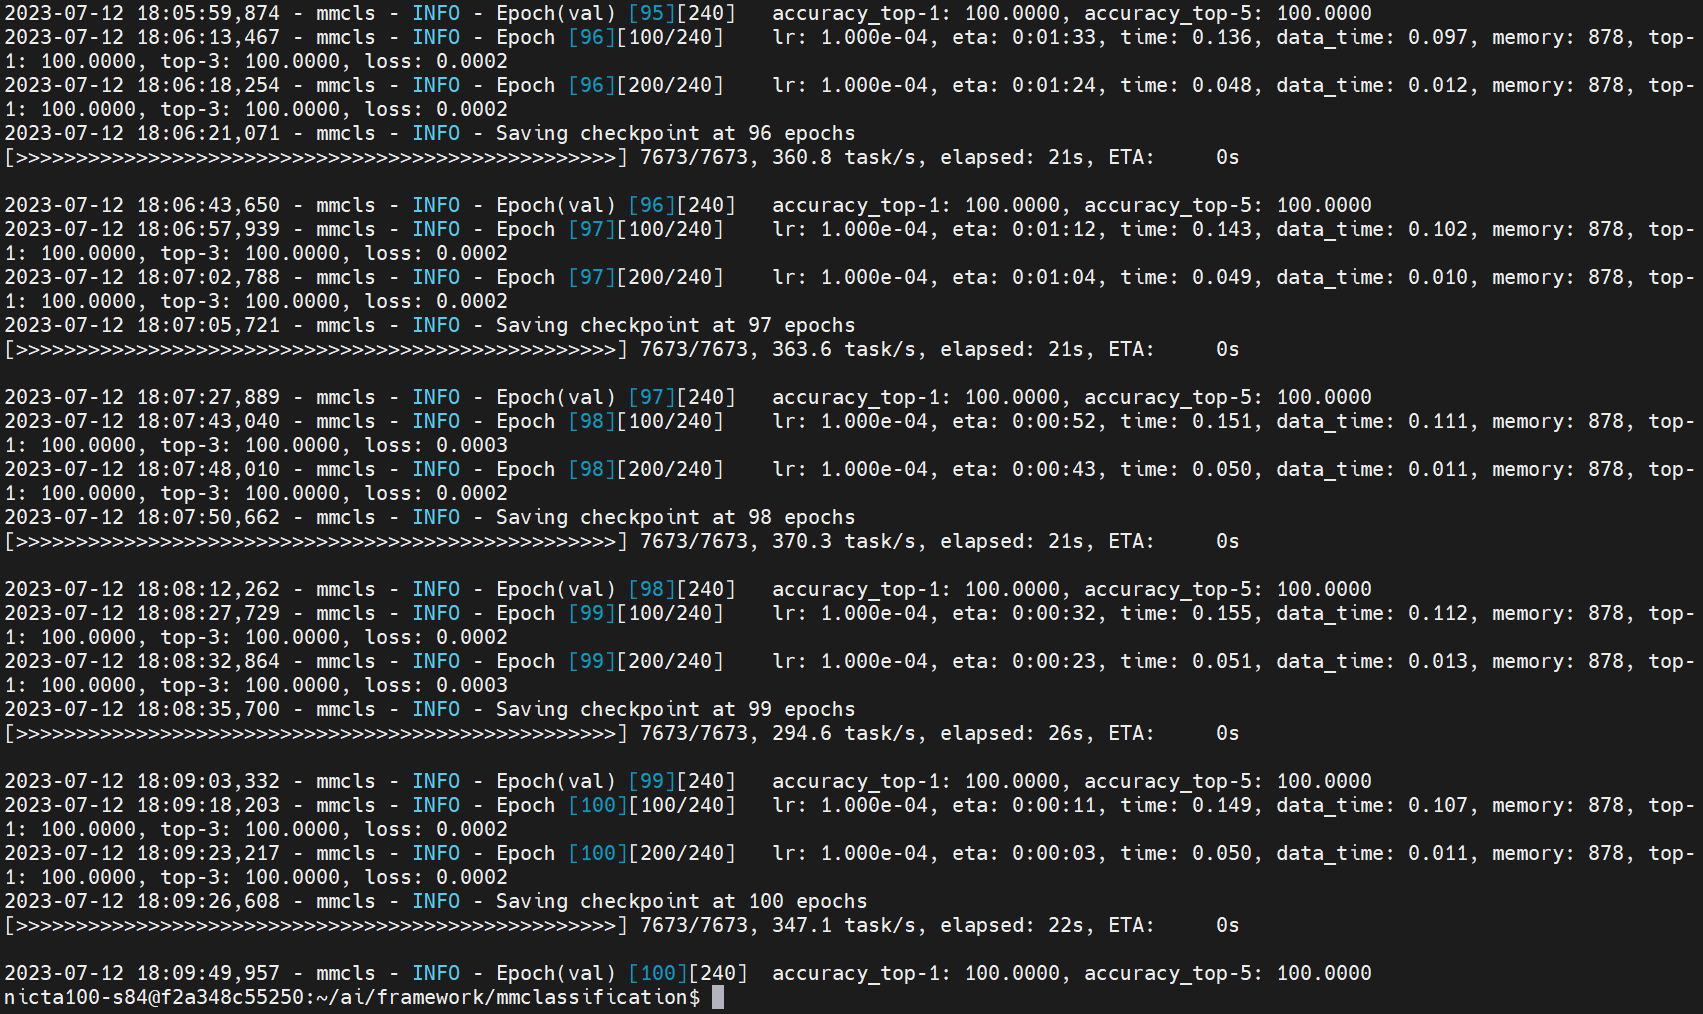 2023-07-12 18:05:59,874 - mmcls - INFO - Epoch(val) [95][240]   accuracy_top-1: 100.0000, accuracy_top-5: 100.0000
2023-07-12 18:06:13,467 - mmcls - INFO - Epoch [96][100/240]    lr: 1.000e-04, eta: 0:01:33, time: 0.136, data_time: 0.097, memory: 878, top-
1: 100.0000, top-3: 100.0000, loss: 0.0002
2023-07-12 18:06:18,254 - mmcls - INFO - Epoch [96][200/240]    lr: 1.000e-04, eta: 0:01:24, time: 0.048, data_time: 0.012, memory: 878, top-
1: 100.0000, top-3: 100.0000, loss: 0.0002
2023-07-12 18:06:21,071 - mmcls - INFO - Saving checkpoint at 96 epochs
[>>>>>>>>>>>>>>>>>>>>>>>>>>>>>>>>>>>>>>>>>>>>>>>>>>] 7673/7673, 360.8 task/s, elapsed: 21s, ETA:     0s
2023-07-12 18:06:43,650 - mmcls - INFO - Epoch(val) [96][240]   accuracy_top-1: 100.0000, accuracy_top-5: 100.0000
2023-07-12 18:06:57,939 - mmcls - INFO - Epoch [97][100/240]    lr: 1.000e-04, eta: 0:01:12, time: 0.143, data_time: 0.102, memory: 878, top-
1: 100.0000, top-3: 100.0000, loss: 0.0002
2023-07-12 18:07:02,788 - mmcls - INFO - Epoch [97][200/240]    lr: 1.000e-04, eta: 0:01:04, time: 0.049, data_time: 0.010, memory: 878, top-
1: 100.0000, top-3: 100.0000, loss: 0.0002
2023-07-12 18:07:05,721 - mmcls - INFO - Saving checkpoint at 97 epochs
[>>>>>>>>>>>>>>>>>>>>>>>>>>>>>>>>>>>>>>>>>>>>>>>>>>] 7673/7673, 363.6 task/s, elapsed: 21s, ETA:     0s
2023-07-12 18:07:27,889 - mmcls - INFO - Epoch(val) [97][240]   accuracy_top-1: 100.0000, accuracy_top-5: 100.0000
2023-07-12 18:07:43,040 - mmcls - INFO - Epoch [98][100/240]    lr: 1.000e-04, eta: 0:00:52, time: 0.151, data_time: 0.111, memory: 878, top-
1: 100.0000, top-3: 100.0000, loss: 0.0003
2023-07-12 18:07:48,010 - mmcls - INFO - Epoch [98][200/240]    lr: 1.000e-04, eta: 0:00:43, time: 0.050, data_time: 0.011, memory: 878, top-
1: 100.0000, top-3: 100.0000, loss: 0.0002
2023-07-12 18:07:50,662 - mmcls - INFO - Saving checkpoint at 98 epochs
[>>>>>>>>>>>>>>>>>>>>>>>>>>>>>>>>>>>>>>>>>>>>>>>>>>] 7673/7673, 370.3 task/s, elapsed: 21s, ETA:     0s
2023-07-12 18:08:12,262 - mmcls - INFO - Epoch(val) [98][240]   accuracy_top-1: 100.0000, accuracy_top-5: 100.0000
2023-07-12 18:08:27,729 - mmcls - INFO - Epoch [99][100/240]    lr: 1.000e-04, eta: 0:00:32, time: 0.155, data_time: 0.112, memory: 878, top-
1: 100.0000, top-3: 100.0000, loss: 0.0002
2023-07-12 18:08:32,864 - mmcls - INFO - Epoch [99][200/240]    lr: 1.000e-04, eta: 0:00:23, time: 0.051, data_time: 0.013, memory: 878, top-
1: 100.0000, top-3: 100.0000, loss: 0.0003
2023-07-12 18:08:35,700 - mmcls - INFO - Saving checkpoint at 99 epochs
[>>>>>>>>>>>>>>>>>>>>>>>>>>>>>>>>>>>>>>>>>>>>>>>>>>] 7673/7673, 294.6 task/s, elapsed: 26s, ETA:     0s
2023-07-12 18:09:03,332 - mmcls - INFO - Epoch(val) [99][240]   accuracy_top-1: 100.0000, accuracy_top-5: 100.0000
2023-07-12 18:09:18,203 - mmcls - INFO - Epoch [100][100/240]   lr: 1.000e-04, eta: 0:00:11, time: 0.149, data_time: 0.107, memory: 878, top-
1: 100.0000, top-3: 100.0000, loss: 0.0002
2023-07-12 18:09:23,217 - mmcls - INFO - Epoch [100][200/240]   lr: 1.000e-04, eta: 0:00:03, time: 0.050, data_time: 0.011, memory: 878, top-
1: 100.0000, top-3: 100.0000, loss: 0.0002
2023-07-12 18:09:26,608 - mmcls - INFO - Saving checkpoint at 100 epochs
[>>>>>>>>>>>>>>>>>>>>>>>>>>>>>>>>>>>>>>>>>>>>>>>>>>] 7673/7673, 347.1 task/s, elapsed: 22s, ETA:     0s
2023-07-12 18:09:49,957 - mmcls - INFO - Epoch(val) [100][240]  accuracy_top-1: 100.0000, accuracy_top-5: 100.0000
nicta100-s84@f2a348c55250:~/ai/framework/mmclassification$